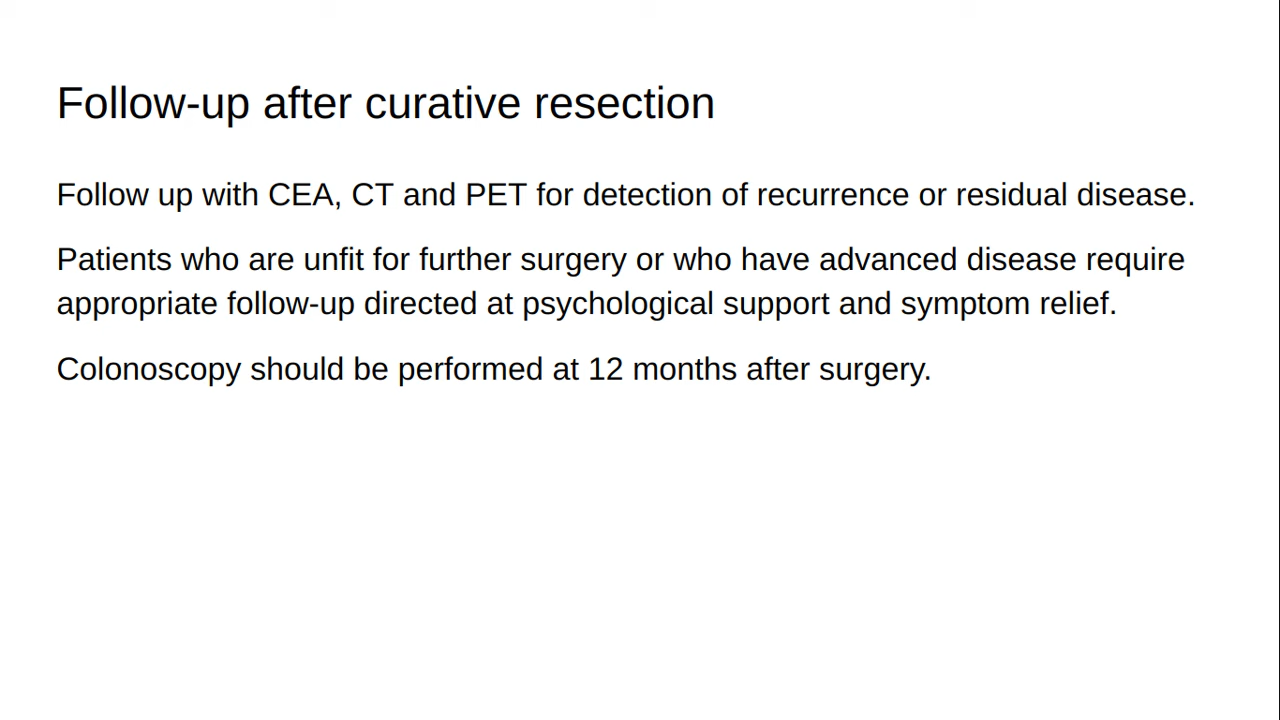 Follow-up after curative resection
Follow up with CEA, CT and PET for detection of recurrence or residual disease.
Patients who are unfit for further surgery or who have advanced disease require
appropriate follow-up directed at psychological support and symptom relief.
Colonoscopy should be performed at 12 months after surgery.